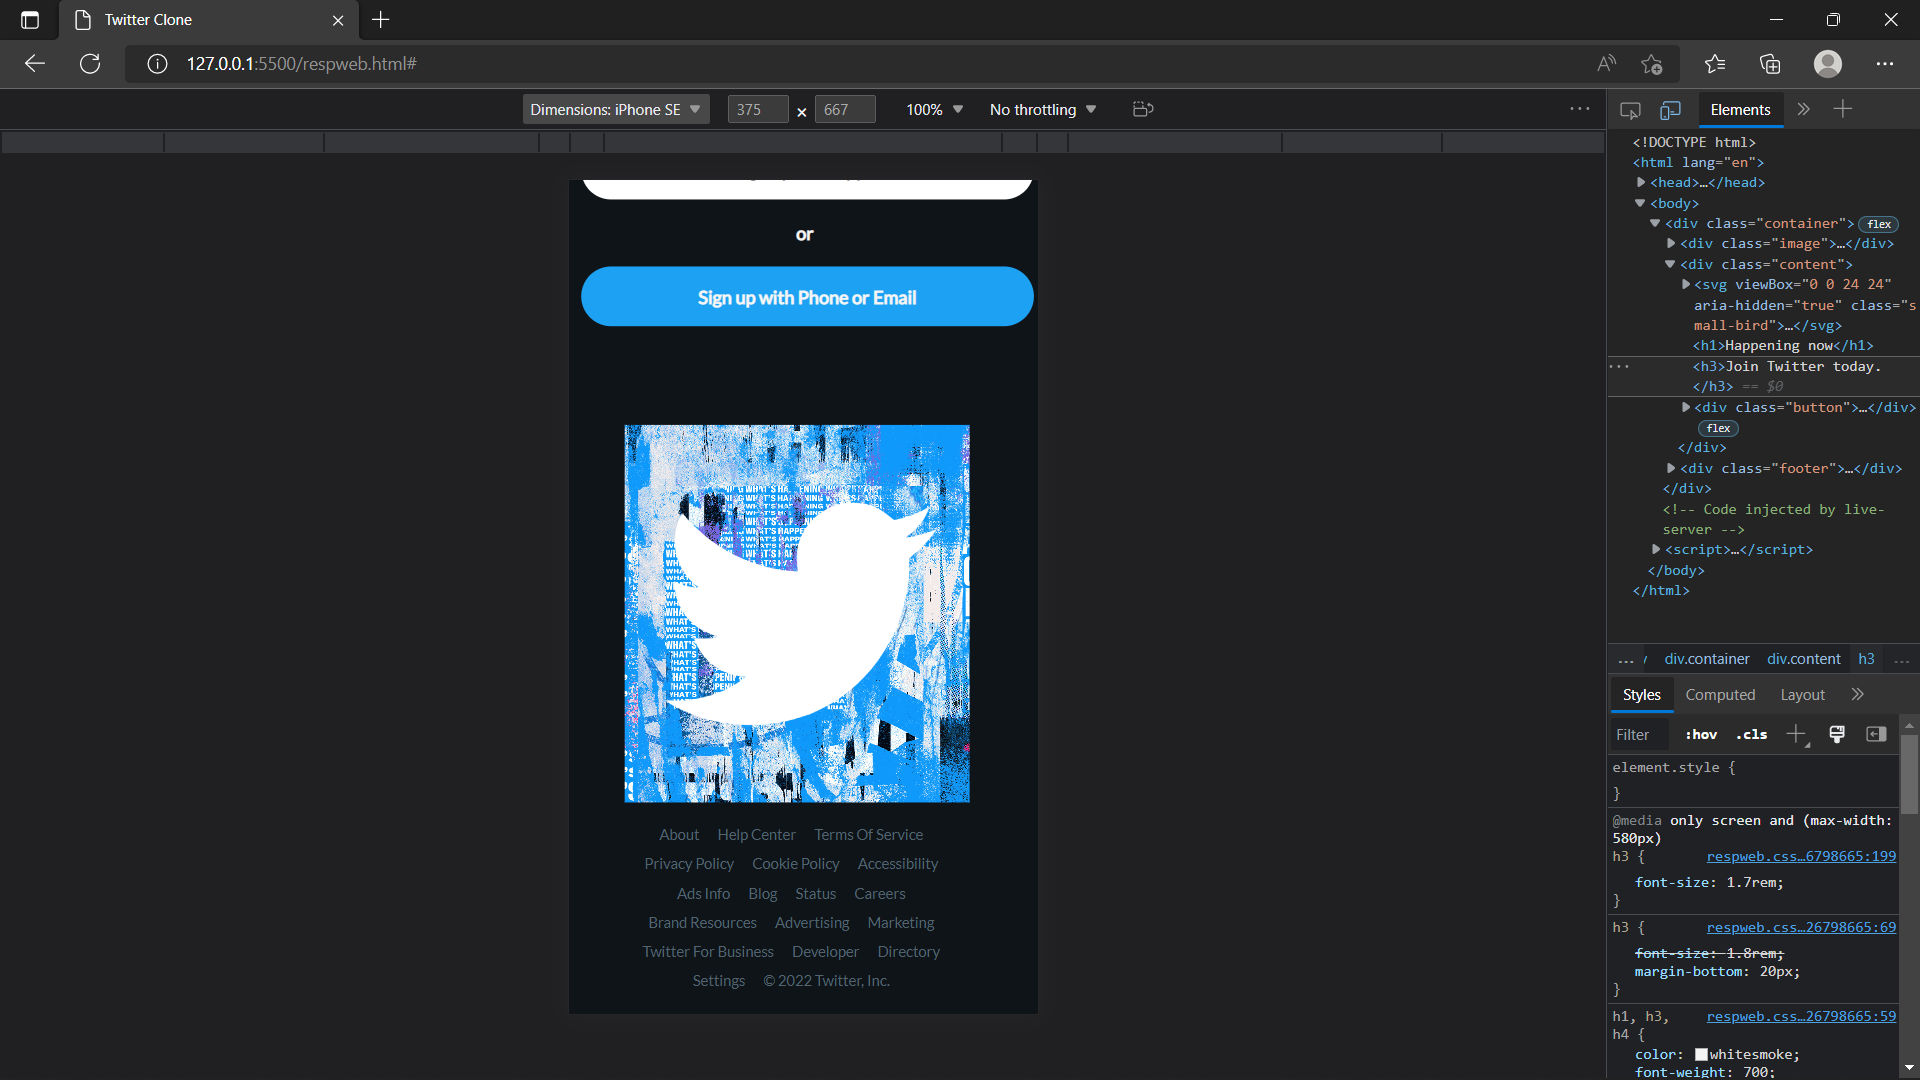 Twitter Clone
127.0.0.1:5500/respweb.html#
Dimensions: iPhone SE 375 × 667 100% No throttling
or
Sign up with Phone or Email
About Help Center Terms Of Service
Privacy Policy Cookie Policy Accessibility
Ads Info Blog Status Careers
Brand Resources Advertising Marketing
Twitter For Business Developer Directory
Settings © 2022 Twitter, Inc.
Elements
<!DOCTYPE html>
<html lang="en">
<head>…</head>
<body>
<div class="container"> flex
<div class="image">…</div>
<div class="content">
<svg viewBox="0 0 24 24"
aria-hidden="true" class="s
mall-bird">…</svg>
<h1>Happening now</h1>
<h3>Join Twitter today.
</h3> == $0
<div class="button">…</div>
flex
</div>
<div class="footer">…</div>
</div>
<!-- Code injected by live-
server -->
<script>…</script>
</body>
</html>
… div.container div.content h3 …
Styles Computed Layout
Filter :hov .cls
element.style {
}
@media only screen and (max-width:
580px)
h3 { respweb.css…6798665:199
font-size: 1.7rem;
}
h3 { respweb.css…26798665:69
font-size: 1.8rem;
margin-bottom: 20px;
}
h1, h3, respweb.css…26798665:59
h4 {
color: whitesmoke;
font-weight: 700;